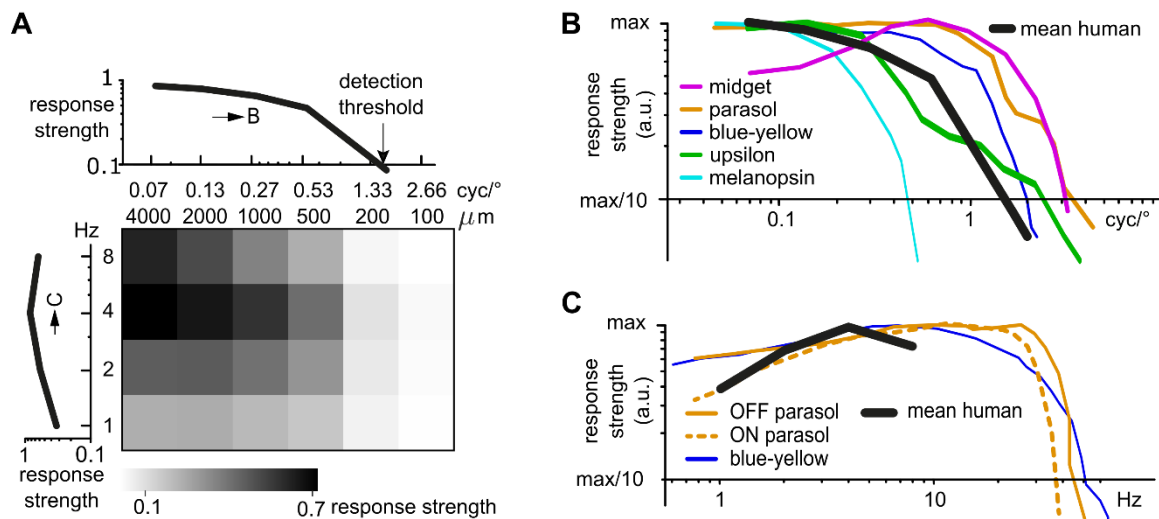 A
1
response
strength
0.1
B
detection
threshold
0.07 0.13 0.27 0.53 1.33 2.66 cyc/°
4000 2000 1000 500 200 100 μm
Hz
8
4
2
1
C
1 0.1
response
strength
0.1 0.7 response strength
B
max
response
strength
(a.u.)
max/10
mean human
midget
parasol
blue-yellow
upsilon
melanopsin
0.1 1 cyc/°
C
max
response
strength
(a.u.)
max/10
OFF parasol mean human
ON parasol
blue-yellow
1 10 Hz